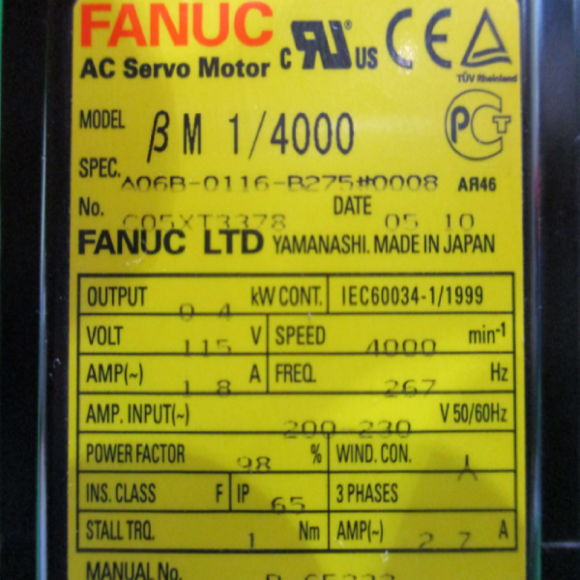 FANUC
AC Servo Motor C UR US CE TÜV Rheinland
MODEL β M 1/4000 PCT
SPEC. A06B-0116-B275#0008 АЯ46
No. C05XT3378 DATE 05 10
FANUC LTD YAMANASHI. MADE IN JAPAN
OUTPUT 0 4 kW CONT. IEC60034-1/1999
VOLT 115 V SPEED 4000 min-1
AMP(~) 1 8 A FREQ. 267 Hz
AMP. INPUT(~) 200-230 V 50/60Hz
POWER FACTOR 98 % WIND. CON.
INS. CLASS F IP 65 3 PHASES
STALL TRQ. 1 Nm AMP(~) 2 7 A
MANUAL No.